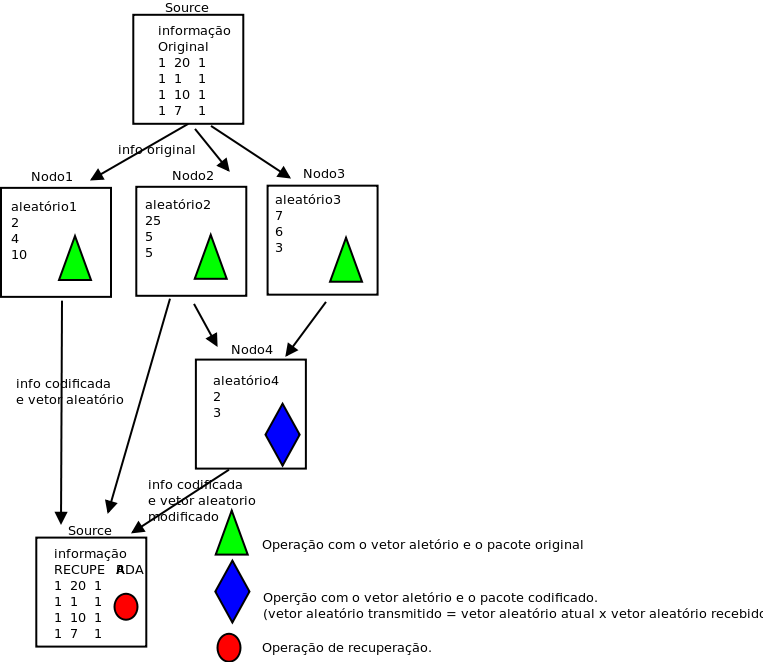 Source
informação
Original
1 20 1
1 1 1
1 10 1
1 7 1
info original
Nodo1
Nodo2
Nodo3
aleatório1
2
4
10
aleatório2
25
5
5
aleatório3
7
6
3
Nodo4
aleatório4
2
3
info codificada
e vetor aleatório
info codificada
e vetor aleatorio
modificado
Source
informação
RECUPERADA
1 20 1
1 1 1
1 10 1
1 7 1
Operação com o vetor aletório e o pacote original
Operção com o vetor aletório e o pacote codificado.
(vetor aleatório transmitido = vetor aleatório atual x vetor aleatório recebido
Operação de recuperação.